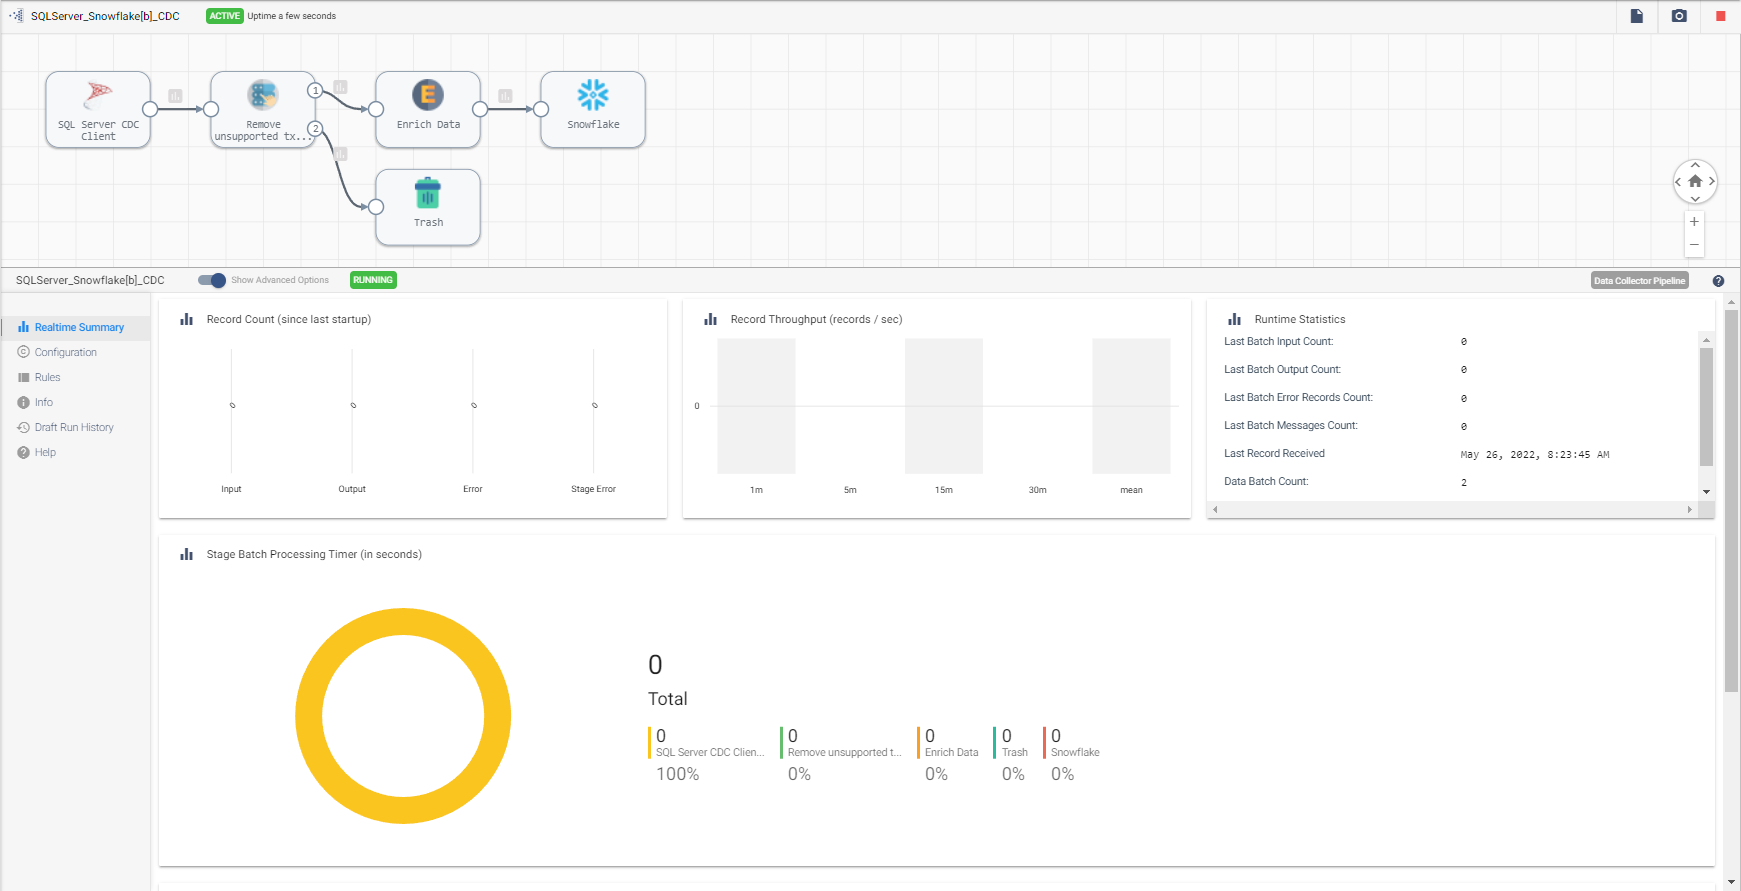 SQLServer_Snowflake[b]_CDC
ACTIVE Uptime a few seconds
SQL Server CDC
Client
Remove
unsupported tx...
1
2
Enrich Data
Snowflake
Trash
SQLServer_Snowflake[b]_CDC
Show Advanced Options
RUNNING
Data Collector Pipeline
Realtime Summary
Configuration
Rules
Info
Draft Run History
Help
Record Count (since last startup)
0 0 0 0
Input Output Error Stage Error
Record Throughput (records / sec)
0
1m 5m 15m 30m mean
Runtime Statistics
Last Batch Input Count: 0
Last Batch Output Count: 0
Last Batch Error Records Count: 0
Last Batch Messages Count: 0
Last Record Received May 26, 2022, 8:23:45 AM
Data Batch Count: 2
Stage Batch Processing Timer (in seconds)
0
Total
0 0 0 0 0
SQL Server CDC Clien... Remove unsupported t... Enrich Data Trash Snowflake
100% 0% 0% 0% 0%